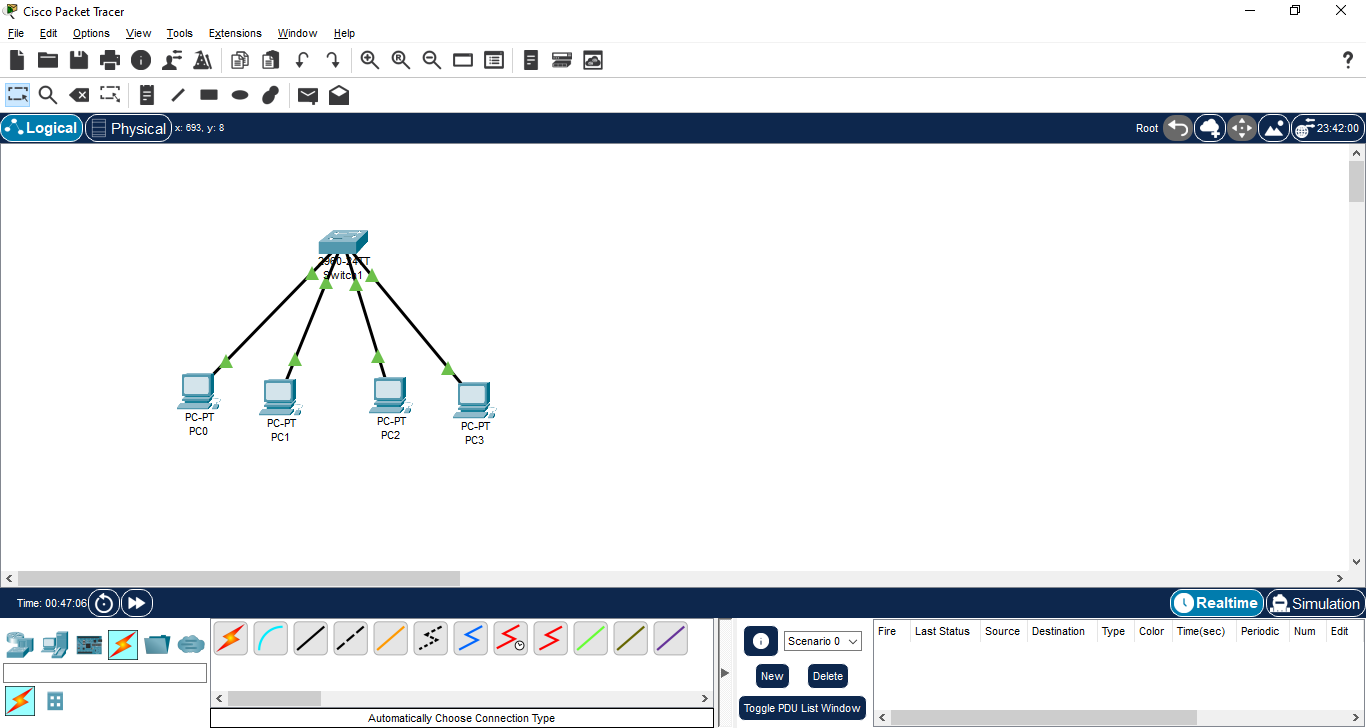 Cisco Packet Tracer
File Edit Options View Tools Extensions Window Help
R
?
Logical Physical x: 693, y: 8 Root 23:42:00
2960-24TT
Switch1
PC-PT
PC0
PC-PT
PC1
PC-PT
PC2
PC-PT
PC3
Time: 00:47:06 Realtime Simulation
Scenario 0
New Delete
Toggle PDU List Window
Fire Last Status Source Destination Type Color Time(sec) Periodic Num Edit
Automatically Choose Connection Type